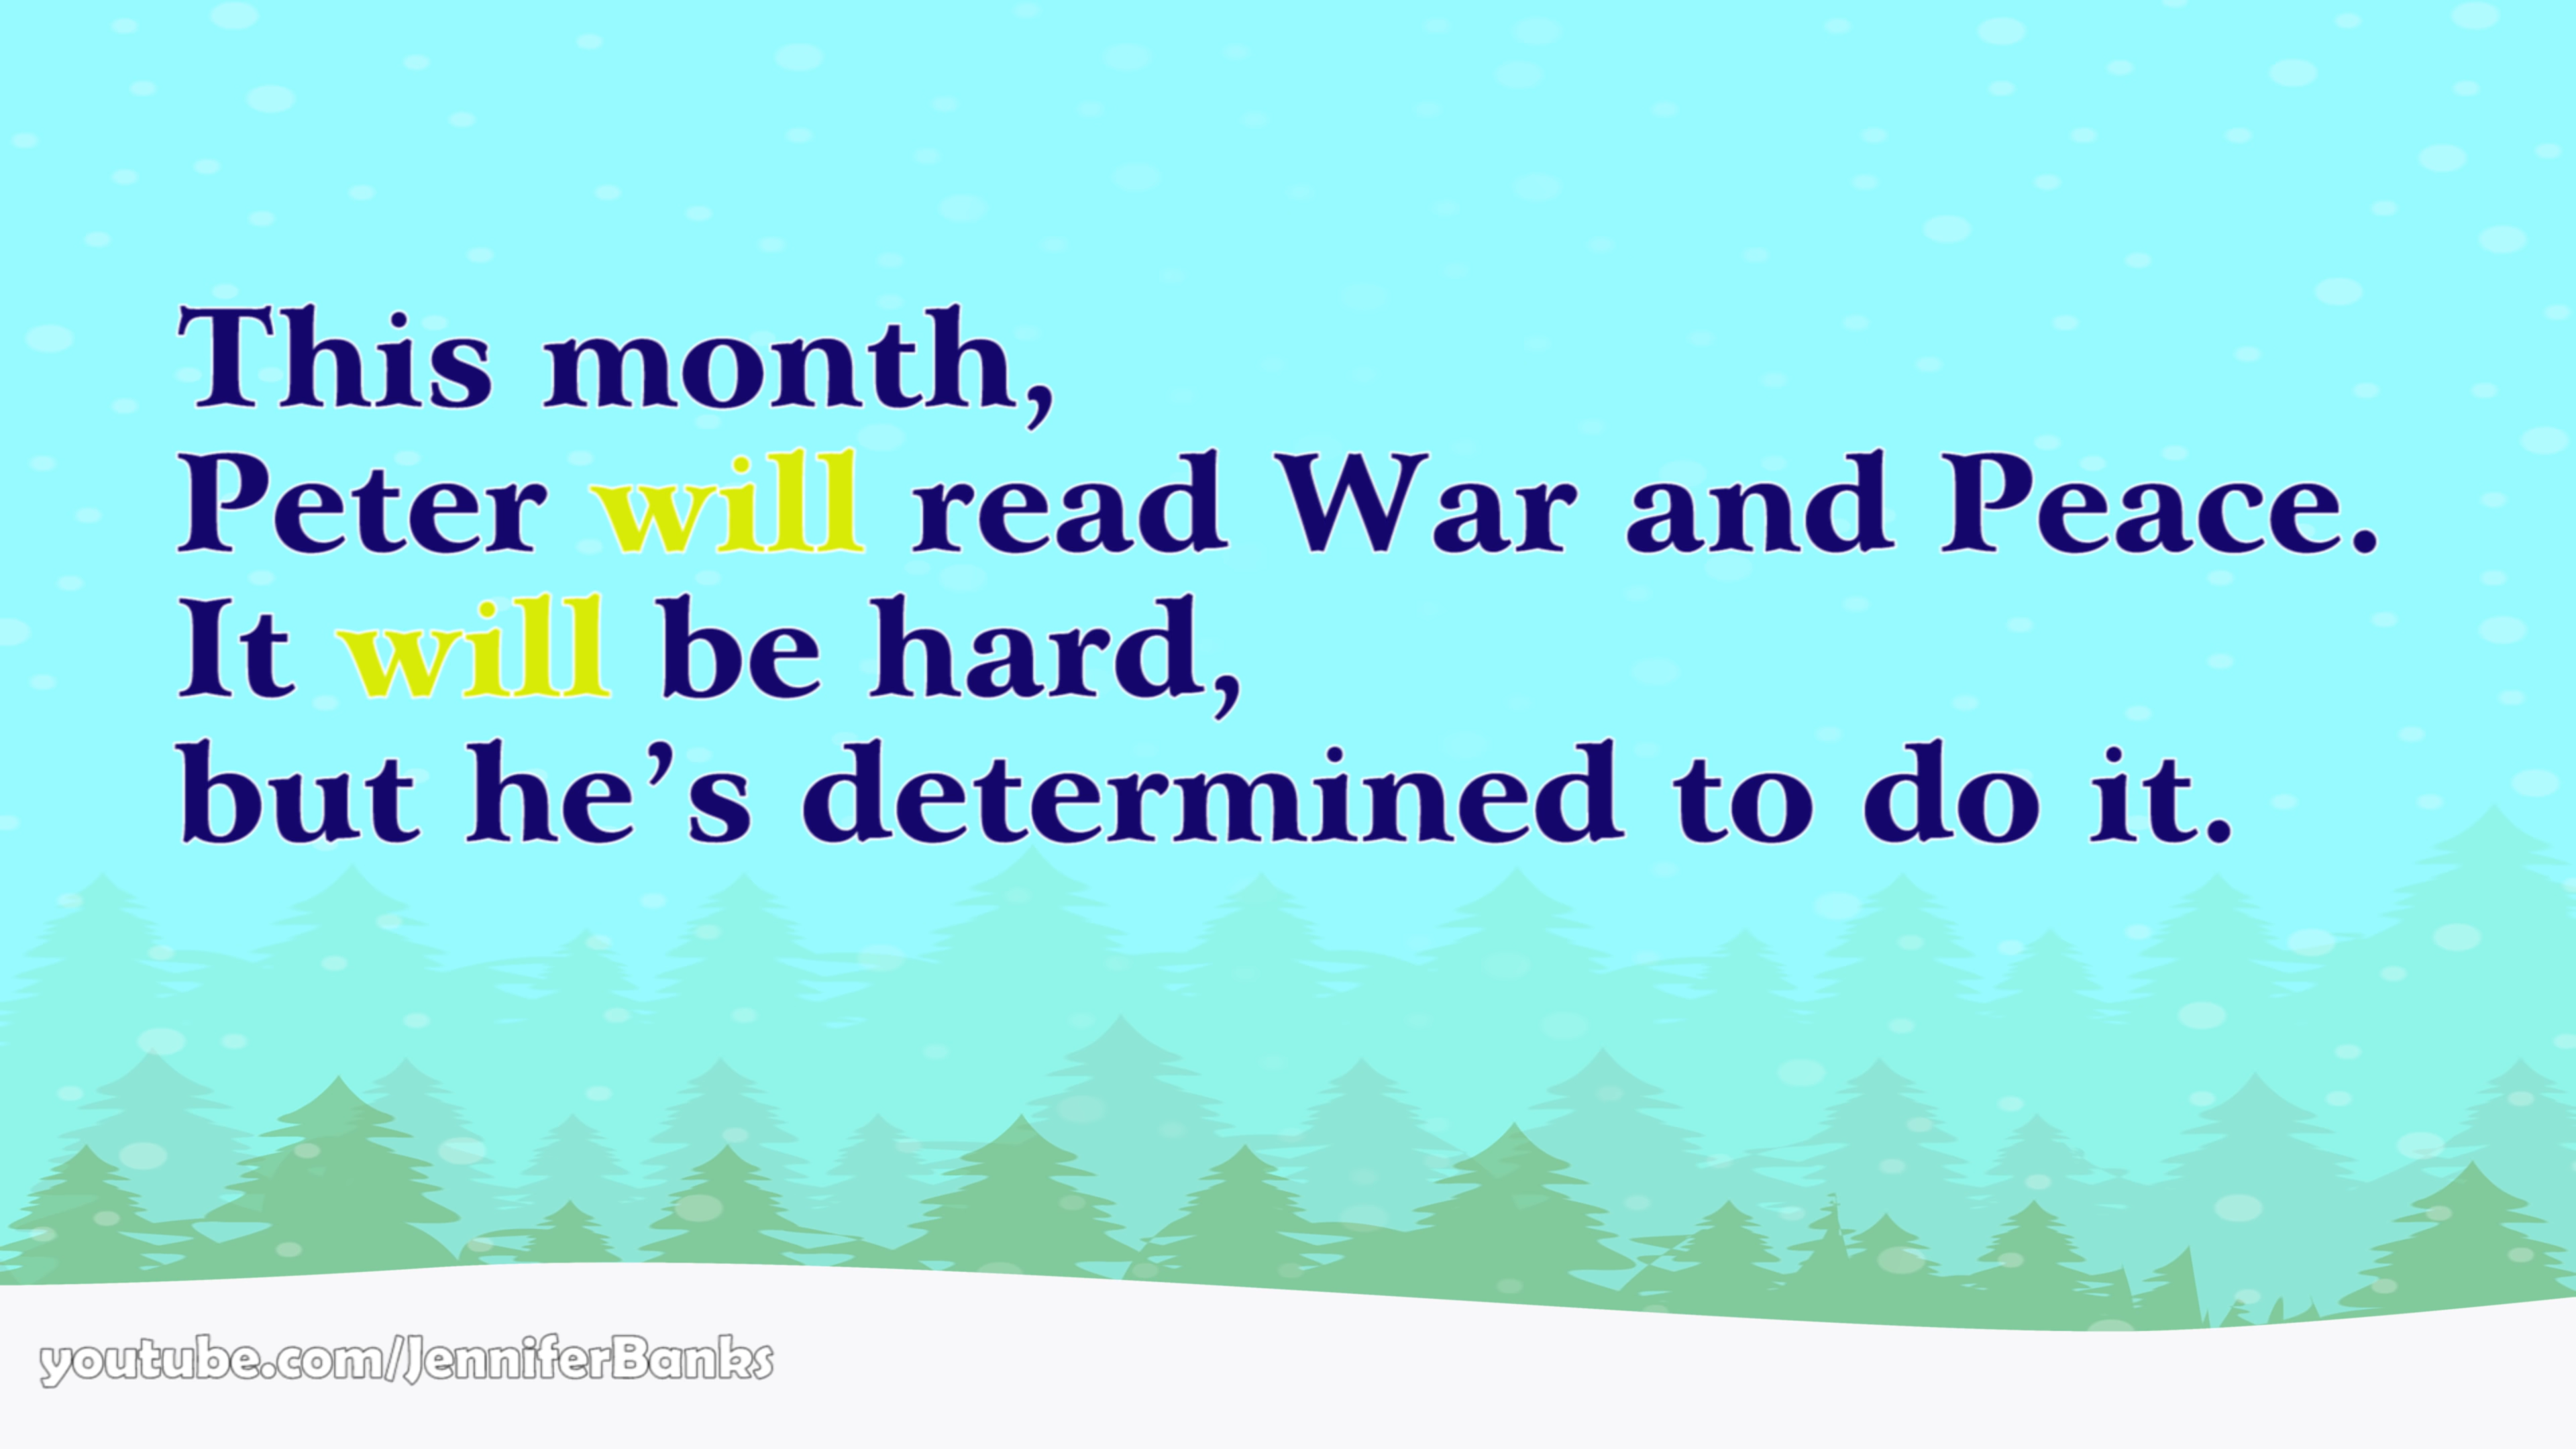 This month,
Peter will read War and Peace.
It will be hard,
but he’s determined to do it.
youtube.com/JenniferBanks